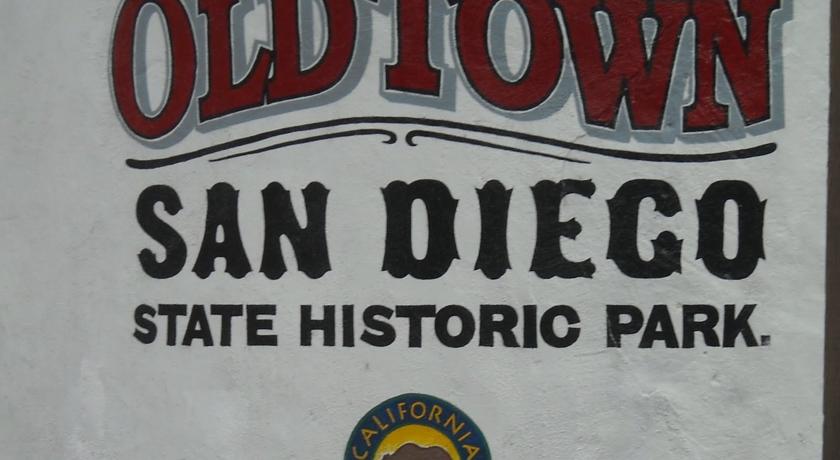 OLD TOWN
SAN DIEGO
STATE HISTORIC PARK.
CALIFORNIA